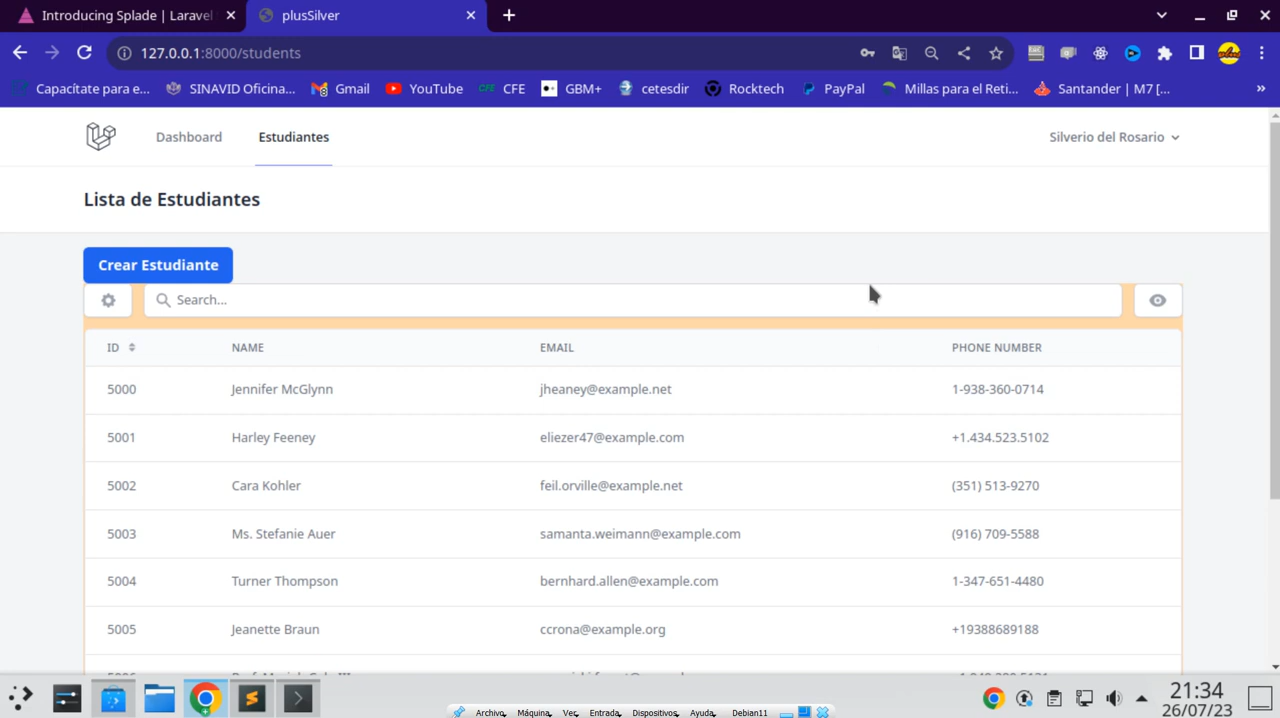 Introducing Splade | Laravel
plusSilver
127.0.0.1:8000/students
Capacítate para e...
SINAVID Oficina...
Gmail
YouTube
CFE CFE
GBM+
cetesdir
Rocktech
PayPal
Millas para el Reti...
Santander | M7 [...
»
Dashboard
Estudiantes
Silverio del Rosario
Lista de Estudiantes
Crear Estudiante
Search...
ID NAME EMAIL PHONE NUMBER
5000 Jennifer McGlynn jheaney@example.net 1-938-360-0714
5001 Harley Feeney eliezer47@example.com +1.434.523.5102
5002 Cara Kohler feil.orville@example.net (351) 513-9270
5003 Ms. Stefanie Auer samanta.weimann@example.com (916) 709-5588
5004 Turner Thompson bernhard.allen@example.com 1-347-651-4480
5005 Jeanette Braun ccrona@example.org +19388689188
21:34
26/07/23
Archivo Máquina Ver Entrada Dispositivos Ayuda Debian11